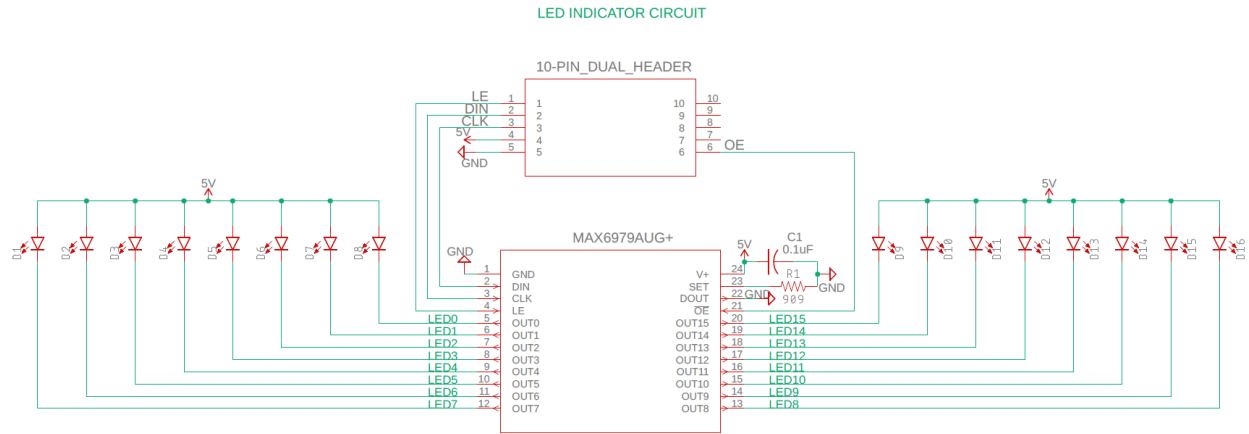 LED INDICATOR CIRCUIT
10-PIN_DUAL_HEADER
LE 1 1 10 10
DIN 2 2 9 9
CLK 3 3 8 8
5V 4 4 7 7
GND 5 5 6 6 OE
5V
D1 D2 D3 D4 D5 D6 D7 D8
5V
D9 D10 D11 D12 D13 D14 D15 D16
MAX6979AUG+
C1
0.1uF
5V
R1
909
GND
GND
GND 1 GND V+ 24
2 DIN SET 23
3 CLK DOUT 22
4 LE OE 21
LED0 5 OUT0 OUT15 20 LED15
LED1 6 OUT1 OUT14 19 LED14
LED2 7 OUT2 OUT13 18 LED13
LED3 8 OUT3 OUT12 17 LED12
LED4 9 OUT4 OUT11 16 LED11
LED5 10 OUT5 OUT10 15 LED10
LED6 11 OUT6 OUT9 14 LED9
LED7 12 OUT7 OUT8 13 LED8